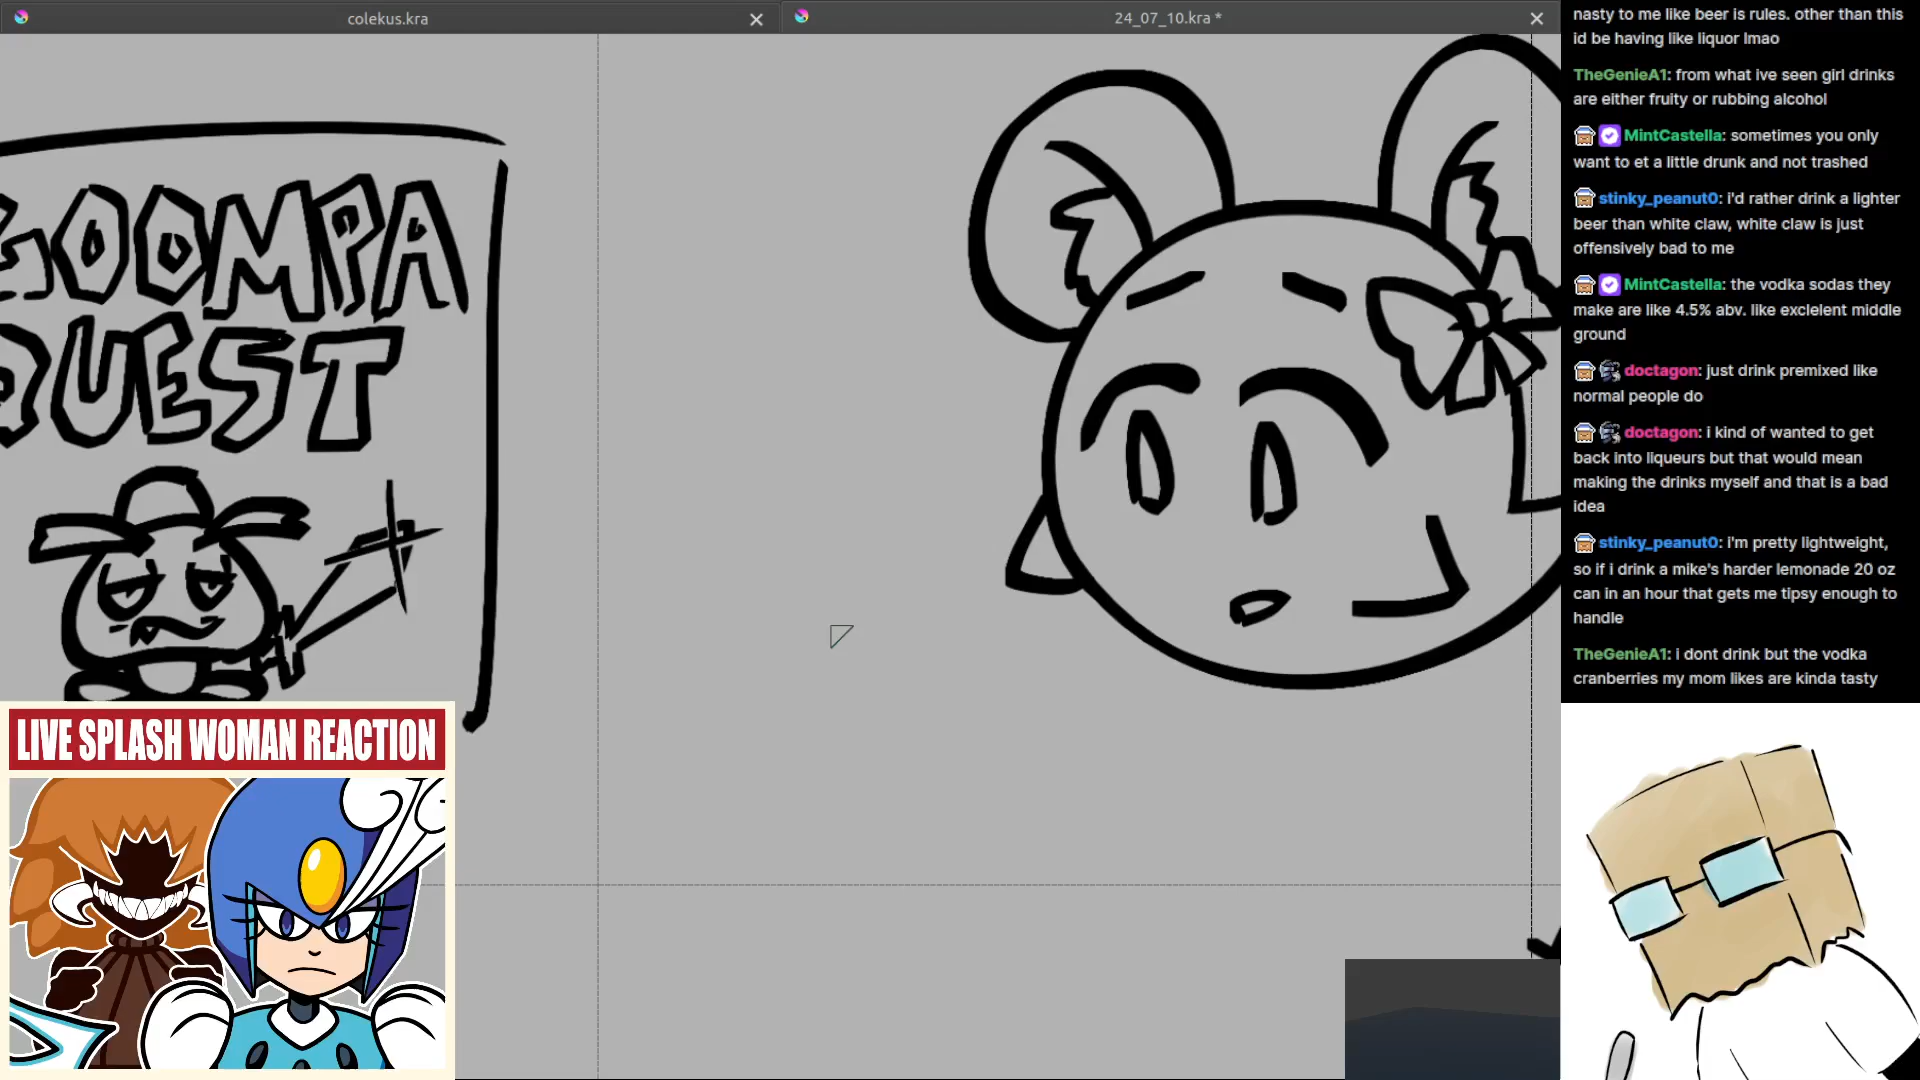 colekus.kra
24_07_10.kra *
GOOMPA
QUEST
LIVE SPLASH WOMAN REACTION
nasty to me like beer is rules. other than this
id be having like liquor lmao
TheGenieA1: from what ive seen girl drinks
are either fruity or rubbing alcohol
MintCastella: sometimes you only
want to et a little drunk and not trashed
stinky_peanut0: i'd rather drink a lighter
beer than white claw, white claw is just
offensively bad to me
MintCastella: the vodka sodas they
make are like 4.5% abv. like exclelent middle
ground
doctagon: just drink premixed like
normal people do
doctagon: i kind of wanted to get
back into liqueurs but that would mean
making the drinks myself and that is a bad
idea
stinky_peanut0: i'm pretty lightweight,
so if i drink a mike's harder lemonade 20 oz
can in an hour that gets me tipsy enough to
handle
TheGenieA1: i dont drink but the vodka
cranberries my mom likes are kinda tasty